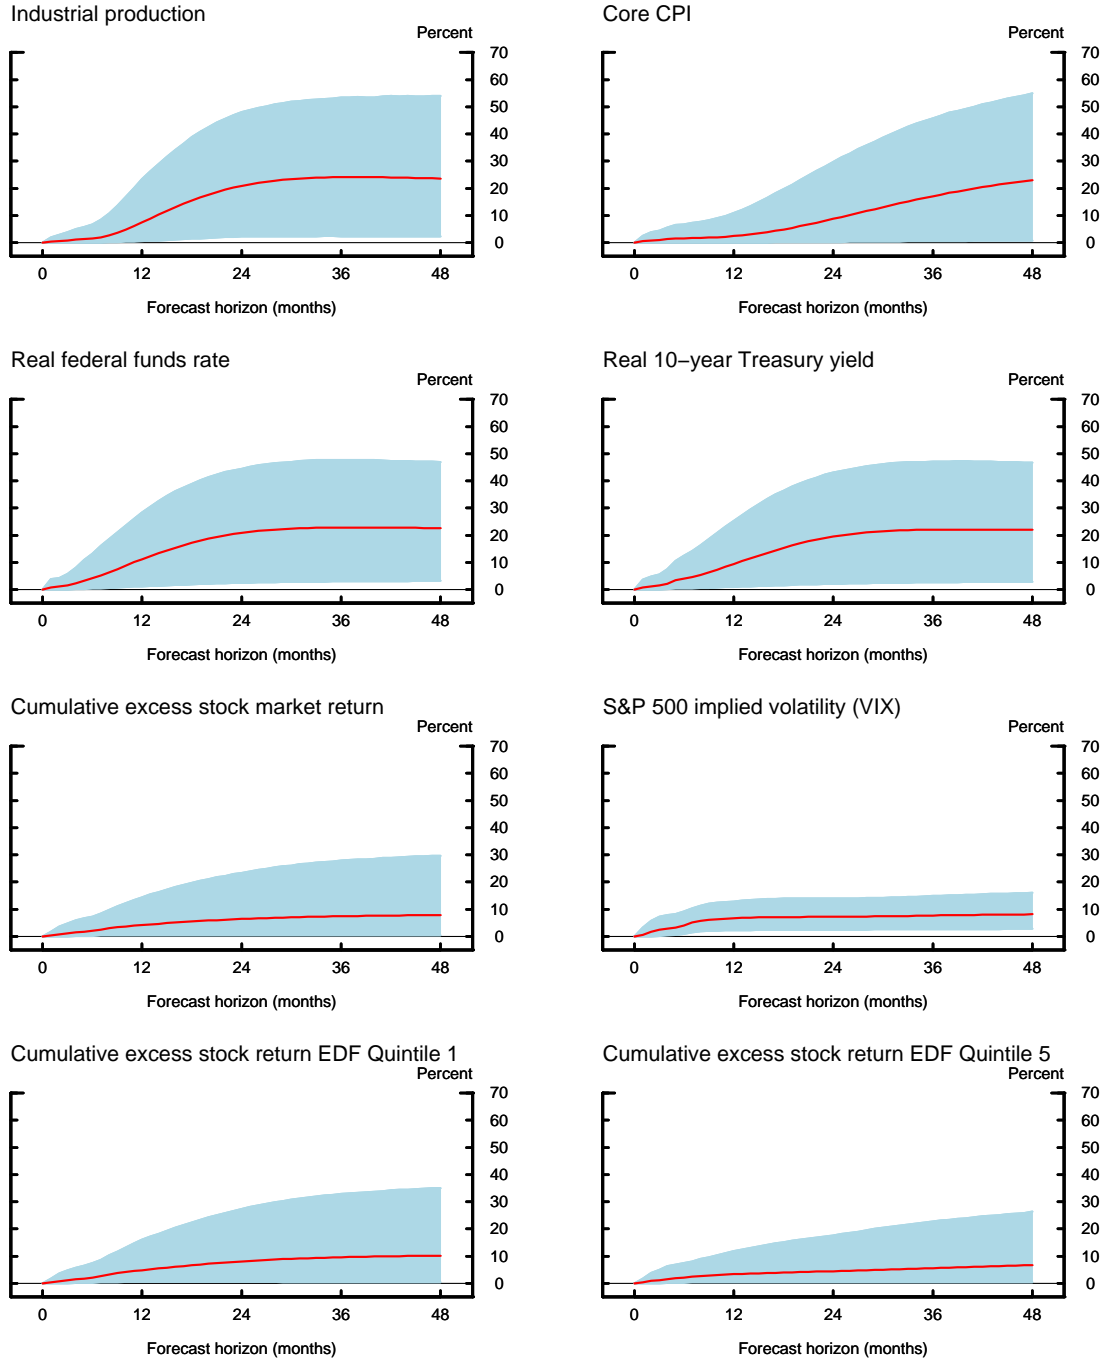 Industrial production
Percent
70
60
50
40
30
20
10
0
0 12 24 36 48
Forecast horizon (months)
Core CPI
Percent
70
60
50
40
30
20
10
0
0 12 24 36 48
Forecast horizon (months)
Real federal funds rate
Percent
70
60
50
40
30
20
10
0
0 12 24 36 48
Forecast horizon (months)
Real 10−year Treasury yield
Percent
70
60
50
40
30
20
10
0
0 12 24 36 48
Forecast horizon (months)
Cumulative excess stock market return
Percent
70
60
50
40
30
20
10
0
0 12 24 36 48
Forecast horizon (months)
S&P 500 implied volatility (VIX)
Percent
70
60
50
40
30
20
10
0
0 12 24 36 48
Forecast horizon (months)
Cumulative excess stock return EDF Quintile 1
Percent
70
60
50
40
30
20
10
0
0 12 24 36 48
Forecast horizon (months)
Cumulative excess stock return EDF Quintile 5
Percent
70
60
50
40
30
20
10
0
0 12 24 36 48
Forecast horizon (months)